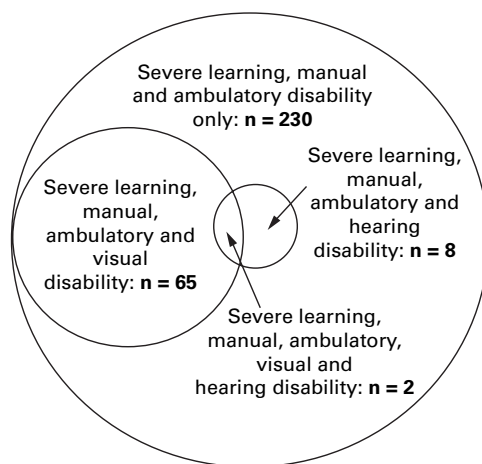 Severe learning, manual
and ambulatory disability
only: n = 230
Severe learning,
manual,
ambulatory and
hearing
disability: n = 8
Severe learning,
manual,
ambulatory and
visual
disability: n = 65
Severe learning,
manual, ambulatory,
visual and
hearing disability: n = 2